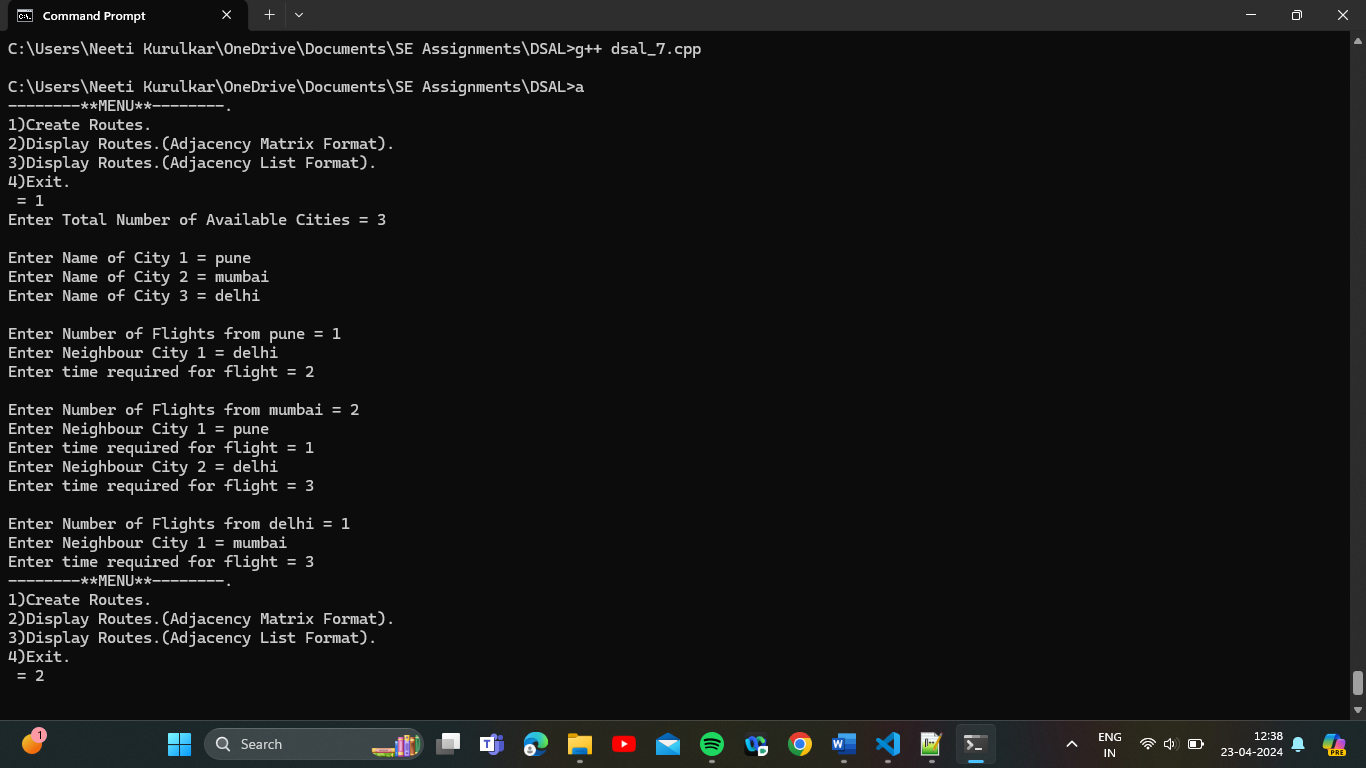 Command Prompt
C:\Users\Neeti Kurulkar\OneDrive\Documents\SE Assignments\DSAL>g++ dsal_7.cpp
C:\Users\Neeti Kurulkar\OneDrive\Documents\SE Assignments\DSAL>a
--------**MENU**--------.
1)Create Routes.
2)Display Routes.(Adjacency Matrix Format).
3)Display Routes.(Adjacency List Format).
4)Exit.
 = 1
Enter Total Number of Available Cities = 3
Enter Name of City 1 = pune
Enter Name of City 2 = mumbai
Enter Name of City 3 = delhi
Enter Number of Flights from pune = 1
Enter Neighbour City 1 = delhi
Enter time required for flight = 2
Enter Number of Flights from mumbai = 2
Enter Neighbour City 1 = pune
Enter time required for flight = 1
Enter Neighbour City 2 = delhi
Enter time required for flight = 3
Enter Number of Flights from delhi = 1
Enter Neighbour City 1 = mumbai
Enter time required for flight = 3
--------**MENU**--------.
1)Create Routes.
2)Display Routes.(Adjacency Matrix Format).
3)Display Routes.(Adjacency List Format).
4)Exit.
 = 2
1
Search
ENG
IN
12:38
23-04-2024
PRE